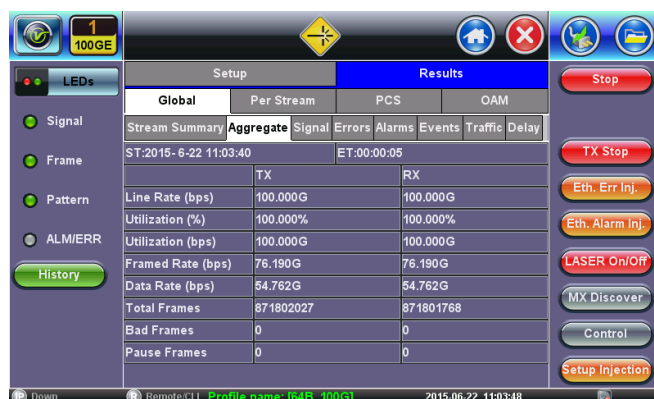 1
100GE
LEDs
Signal
Frame
Pattern
ALM/ERR
History
Setup Results
Global Per Stream PCS OAM
Stream Summary Aggregate Signal Errors Alarms Events Traffic Delay
ST:2015- 6-22 11:03:40 ET:00:00:05
TX RX
Line Rate (bps) 100.000G 100.000G
Utilization (%) 100.000% 100.000%
Utilization (bps) 100.000G 100.000G
Framed Rate (bps) 76.190G 76.190G
Data Rate (bps) 54.762G 54.762G
Total Frames 871802027 871801768
Bad Frames 0 0
Pause Frames 0 0
Stop
TX Stop
Eth. Err Inj.
Eth. Alarm Inj.
LASER On/Off
MX Discover
Control
Setup Injection
IP Down R Remote/CLI Profile name: [64B_100G] 2015.06.22 11:03:48